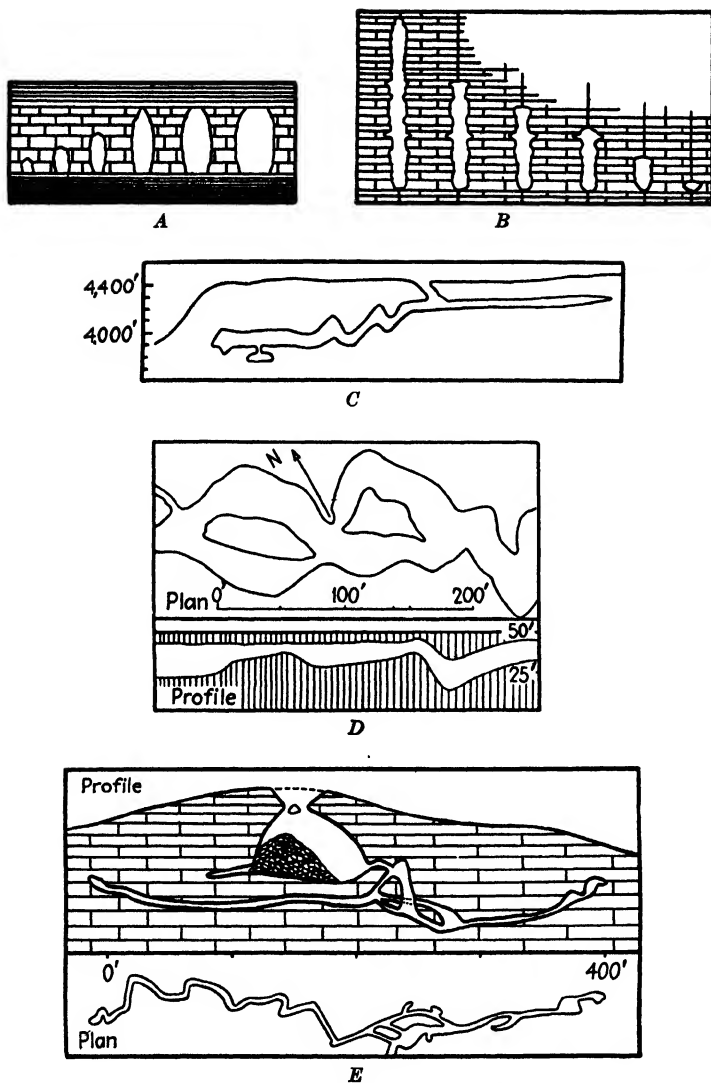 A
B
4,400'
4,000'
C
N
Plan 0' 100' 200'
50'
25'
Profile
D
Profile
0' 400'
Plan
E